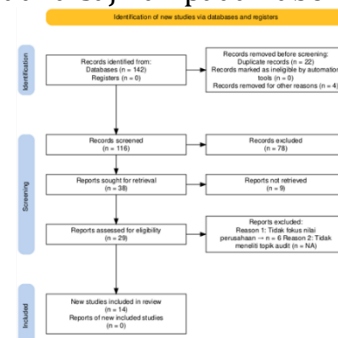 Identification of new studies via databases and registers
Identification
Records identified from:
Databases (n = 142)
Registers (n = 0)
Records removed before screening:
Duplicate records (n = 22)
Records marked as ineligible by automation
tools (n = 0)
Records removed for other reasons (n = 4)
Screening
Records screened
(n = 116)
Records excluded
(n = 78)
Reports sought for retrieval
(n = 38)
Reports not retrieved
(n = 9)
Reports assessed for eligibility
(n = 29)
Reports excluded:
Reason 1: Tidak fokus nilai
perusahaan → n = 6 Reason 2: Tidak
meneliti topik audit (n = NA)
Included
New studies included in review
(n = 14)
Reports of new included studies
(n = 0)